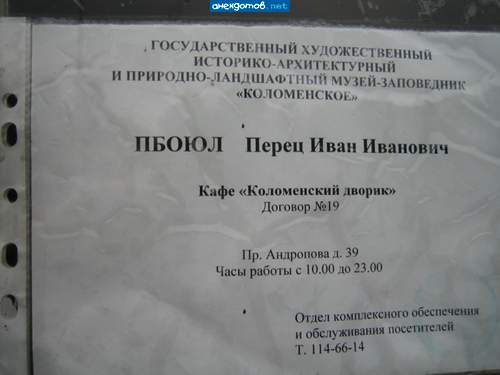 анекдотов.net
ГОСУДАРСТВЕННЫЙ ХУДОЖЕСТВЕННЫЙ
ИСТОРИКО-АРХИТЕКТУРНЫЙ
И ПРИРОДНО-ЛАНДШАФТНЫЙ МУЗЕЙ-ЗАПОВЕДНИК
«КОЛОМЕНСКОЕ»
ПБОЮЛ Перец Иван Иванович
Кафе «Коломенский дворик»
Договор №19
Пр. Андропова д. 39
Часы работы с 10.00 до 23.00
Отдел комплексного обеспечения
и обслуживания посетителей
Т. 114-66-14